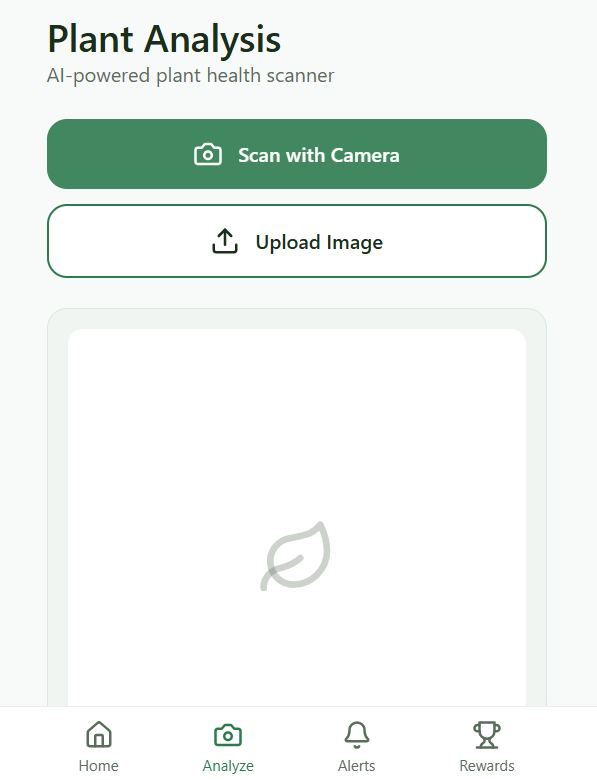 Plant Analysis
AI-powered plant health scanner
Scan with Camera
Upload Image
Home
Analyze
Alerts
Rewards